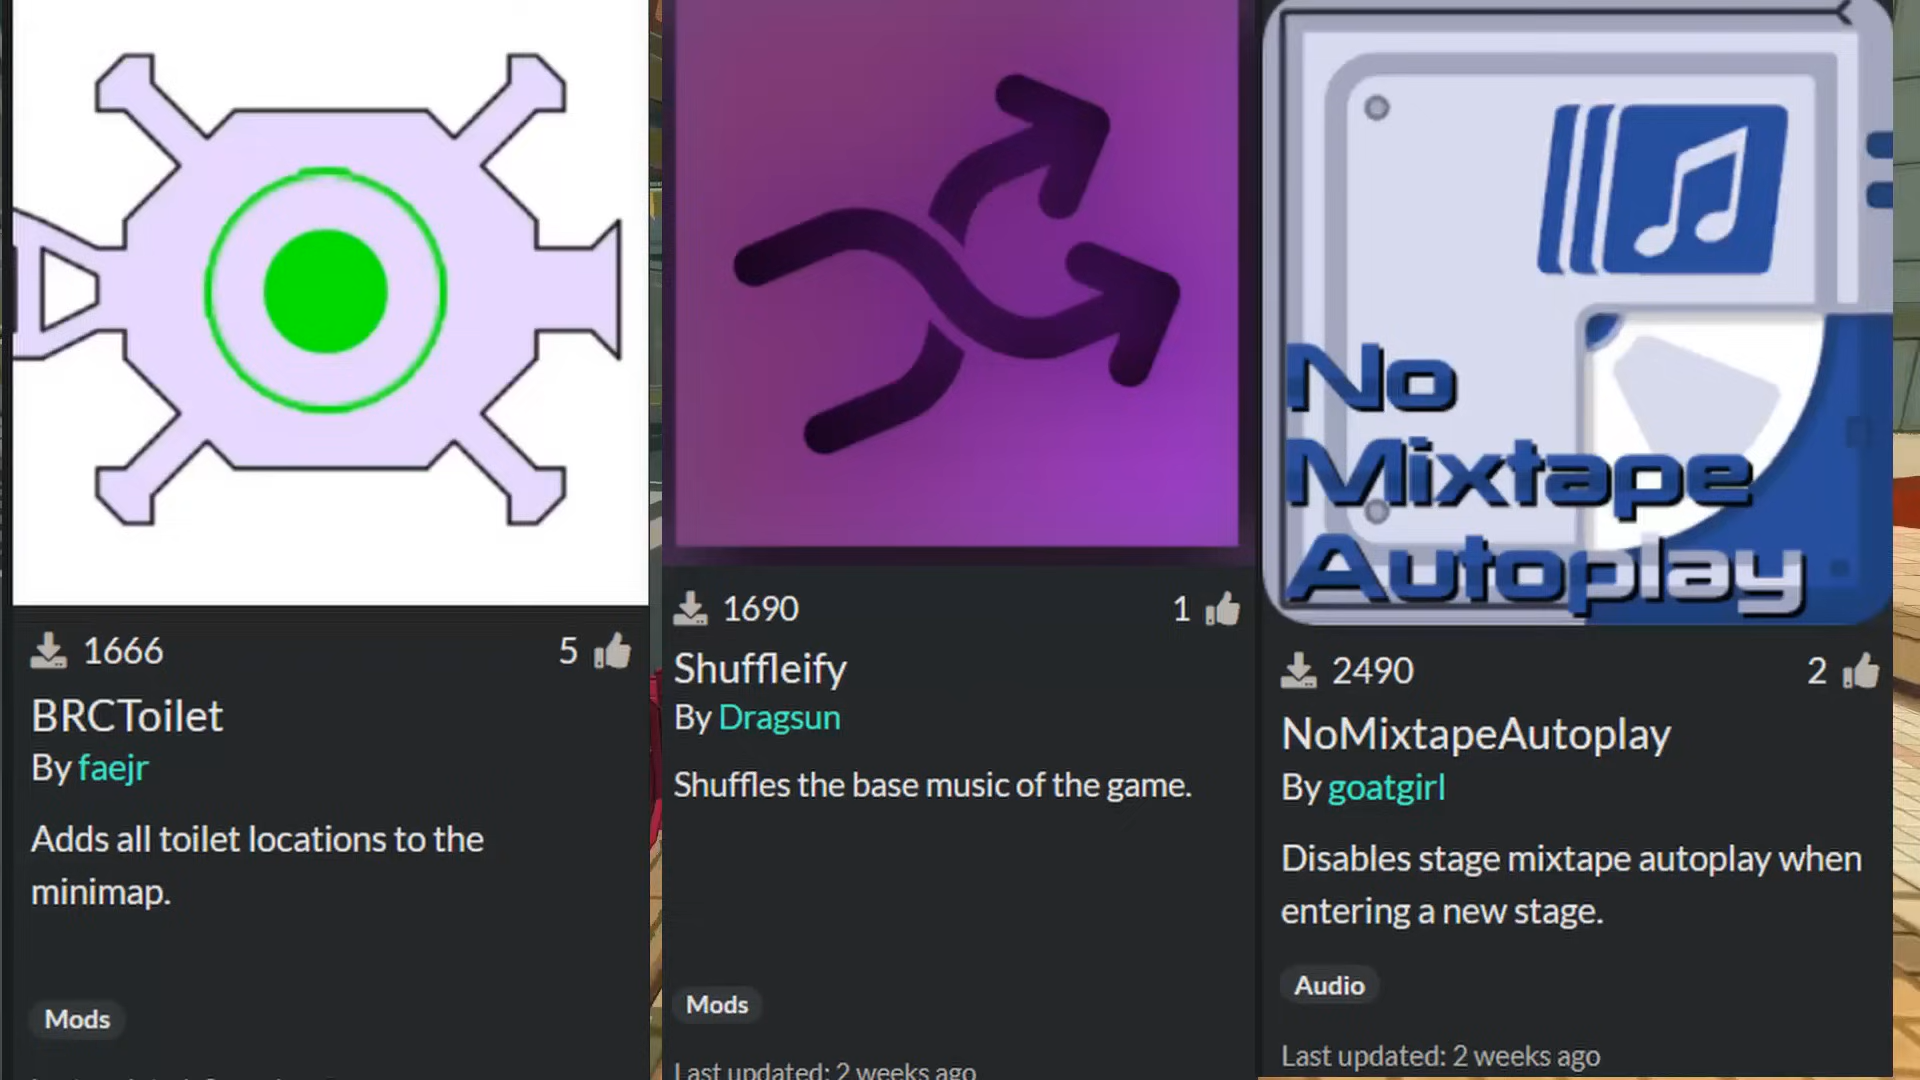 1666
5
BRCToilet
By faejr
Adds all toilet locations to the
minimap.
Mods
1690
1
Shuffleify
By Dragsun
Shuffles the base music of the game.
Mods
Last updated: 2 weeks ago
No
Mixtape
Autoplay
2490
2
NoMixtapeAutoplay
By goatgirl
Disables stage mixtape autoplay when
entering a new stage.
Audio
Last updated: 2 weeks ago